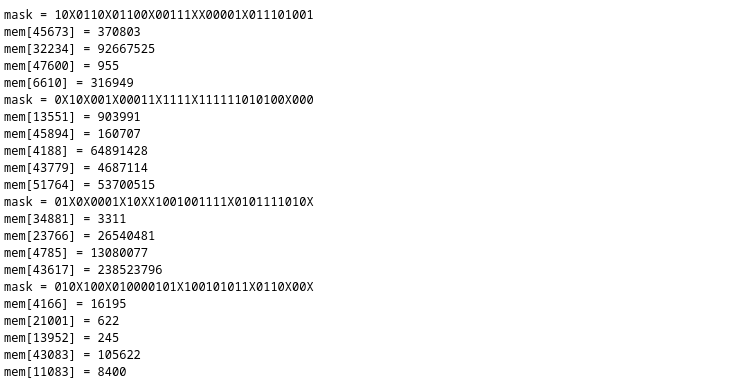 mask = 10X0110X01100X00111XX00001X011101001
mem[45673] = 370803
mem[32234] = 92667525
mem[47600] = 955
mem[6610] = 316949
mask = 0X10X001X00011X1111X111111010100X000
mem[13551] = 903991
mem[45894] = 160707
mem[4188] = 64891428
mem[43779] = 4687114
mem[51764] = 53700515
mask = 01X0X0001X10XX1001001111X0101111010X
mem[34881] = 3311
mem[23766] = 26540481
mem[4785] = 13080077
mem[43617] = 238523796
mask = 010X100X010000101X100101011X0110X00X
mem[4166] = 16195
mem[21001] = 622
mem[13952] = 245
mem[43083] = 105622
mem[11083] = 8400